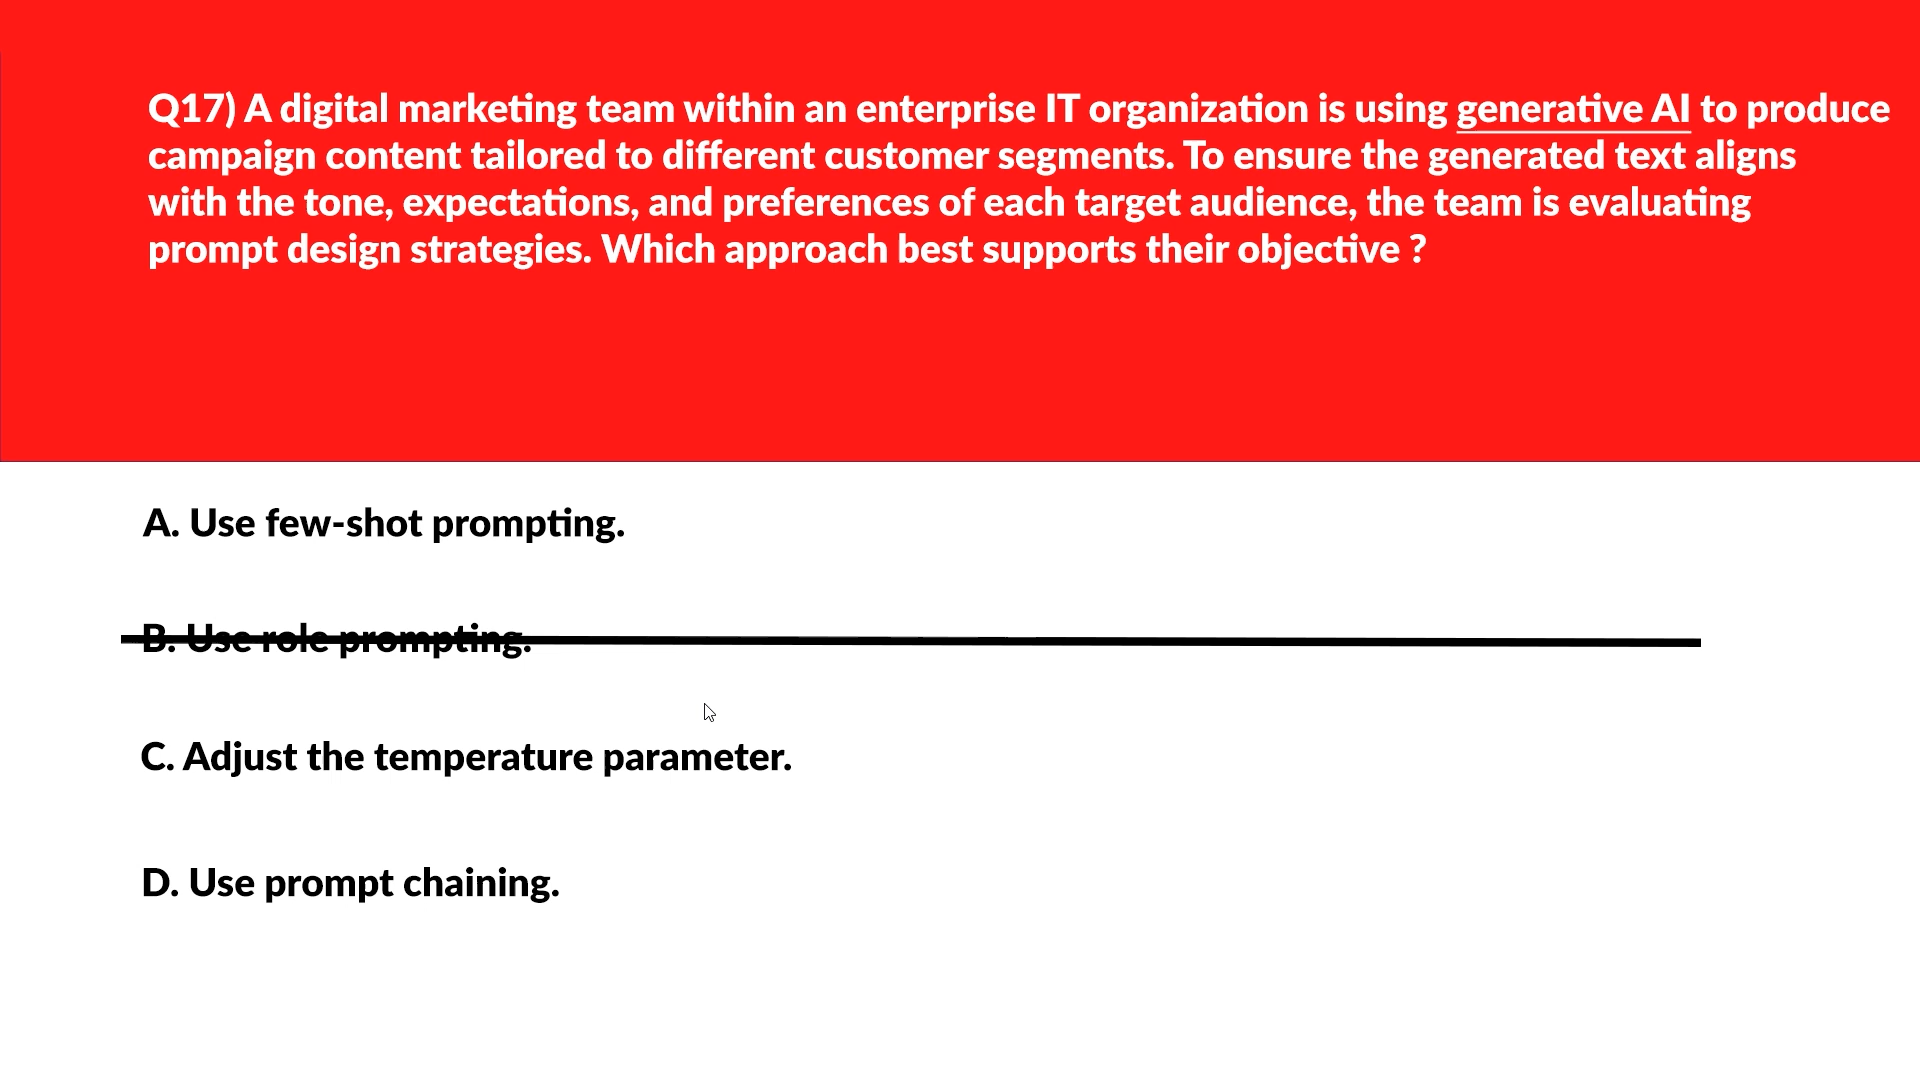 Q17) A digital marketing team within an enterprise IT organization is using generative AI to produce
campaign content tailored to different customer segments. To ensure the generated text aligns
with the tone, expectations, and preferences of each target audience, the team is evaluating
prompt design strategies. Which approach best supports their objective ?
A. Use few-shot prompting.
B. Use role prompting.
C. Adjust the temperature parameter.
D. Use prompt chaining.